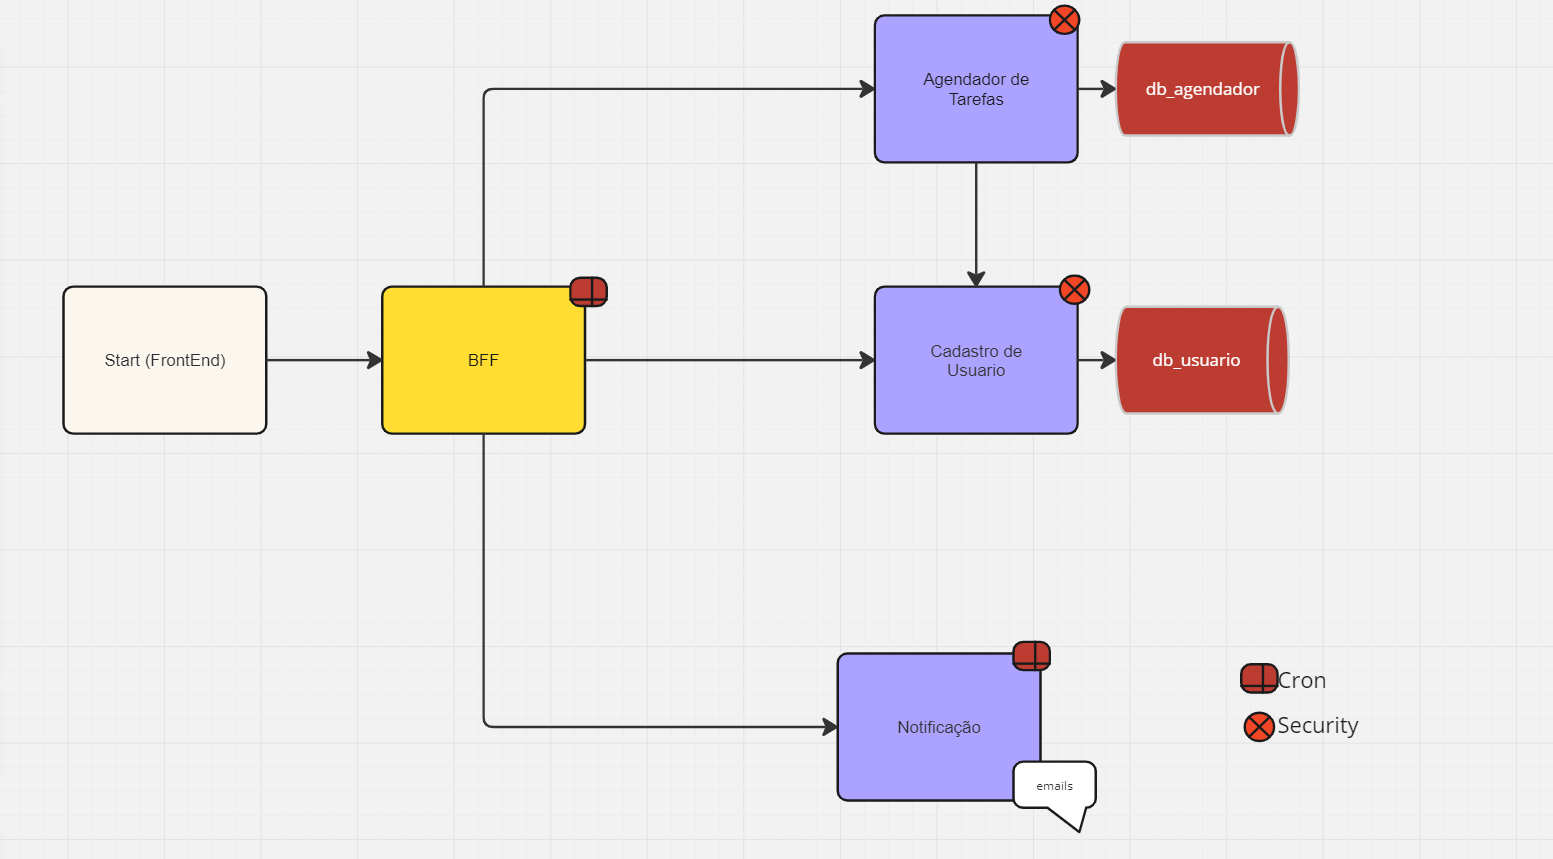 Agendador de
Tarefas
db_agendador
Start (FrontEnd)
BFF
Cadastro de
Usuario
db_usuario
Notificação
emails
Cron
Security